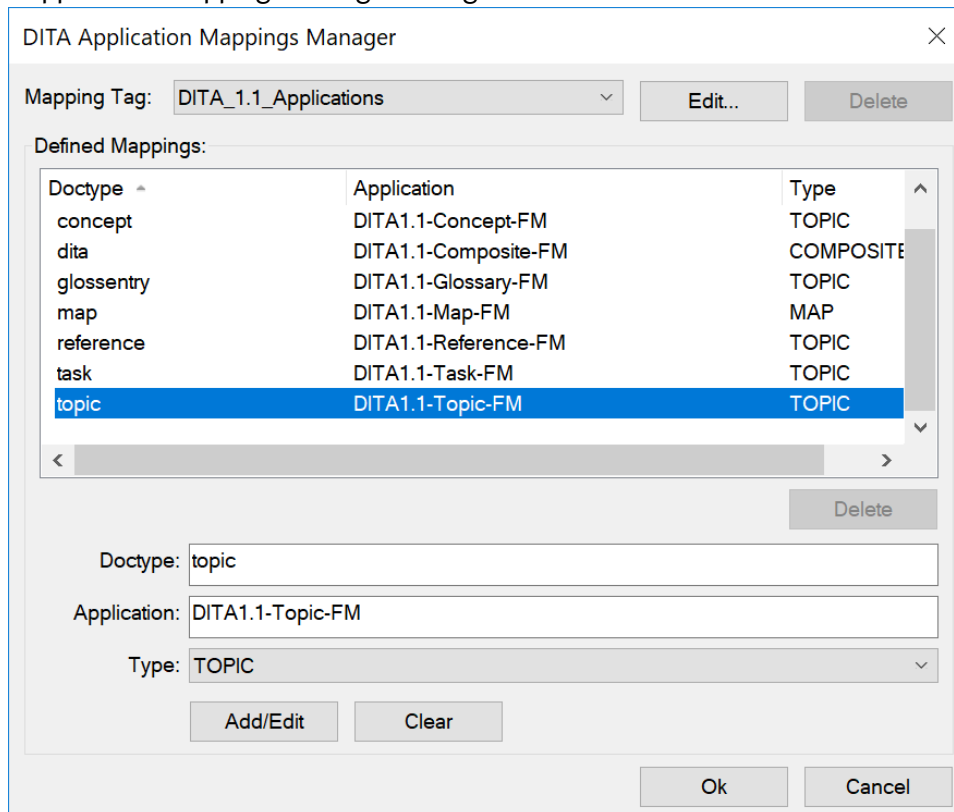 DITA Application Mappings Manager
Mapping Tag: DITA_1.1_Applications Edit... Delete
Defined Mappings:
Doctype Application Type
concept DITA1.1-Concept-FM TOPIC
dita DITA1.1-Composite-FM COMPOSITE
glossentry DITA1.1-Glossary-FM TOPIC
map DITA1.1-Map-FM MAP
reference DITA1.1-Reference-FM TOPIC
task DITA1.1-Task-FM TOPIC
topic DITA1.1-Topic-FM TOPIC
Delete
Doctype: topic
Application: DITA1.1-Topic-FM
Type: TOPIC
Add/Edit Clear
Ok Cancel